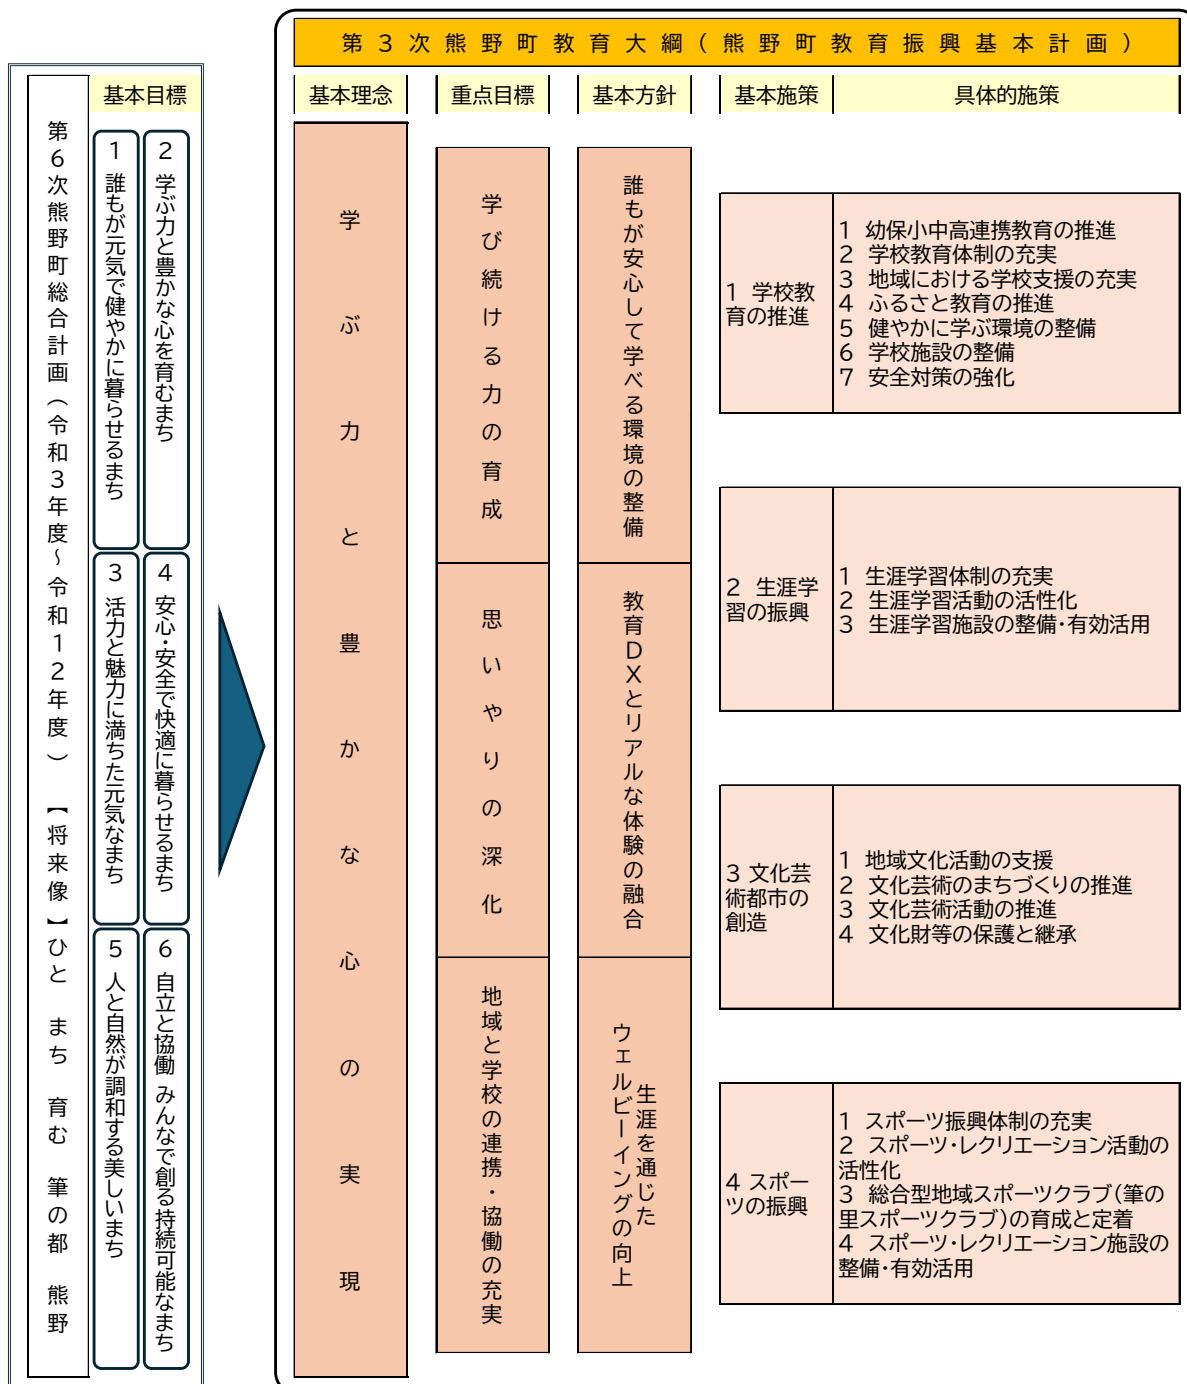 第３次熊野町教育大綱(熊野町教育振興基本計画)
第６次熊野町総合計画（令和３年度～令和１２年度）　【将来像】ひと　まち　育む　筆の都　熊野
基本目標
１ 誰もが元気で健やかに暮らせるまち
２ 学ぶ力と豊かな心を育むまち
３ 活力と魅力に満ちた元気なまち
４ 安心・安全で快適に暮らせるまち
５ 人と自然が調和する美しいまち
６ 自立と協働 みんなで創る持続可能なまち
基本理念
学ぶ力と豊かな心の実現
重点目標
学び続ける力の育成
思いやりの深化
地域と学校の連携・協働の充実
基本方針
誰もが安心して学べる環境の整備
教育ＤＸとリアルな体験の融合
生涯を通じた
ウェルビーイングの向上
基本施策
具体的施策
１ 学校教
育の推進
１ 幼保小中高連携教育の推進
２ 学校教育体制の充実
３ 地域における学校支援の充実
４ ふるさと教育の推進
５ 健やかに学ぶ環境の整備
６ 学校施設の整備
７ 安全対策の強化
２ 生涯学
習の振興
１ 生涯学習体制の充実
２ 生涯学習活動の活性化
３ 生涯学習施設の整備・有効活用
３ 文化芸
術都市の
創造
１ 地域文化活動の支援
２ 文化芸術のまちづくりの推進
３ 文化芸術活動の推進
４ 文化財等の保護と継承
４ スポー
ツの振興
１ スポーツ振興体制の充実
２ スポーツ・レクリエーション活動の
活性化
３ 総合型地域スポーツクラブ(筆の
里スポーツクラブ)の育成と定着
４ スポーツ・レクリエーション施設の
整備・有効活用